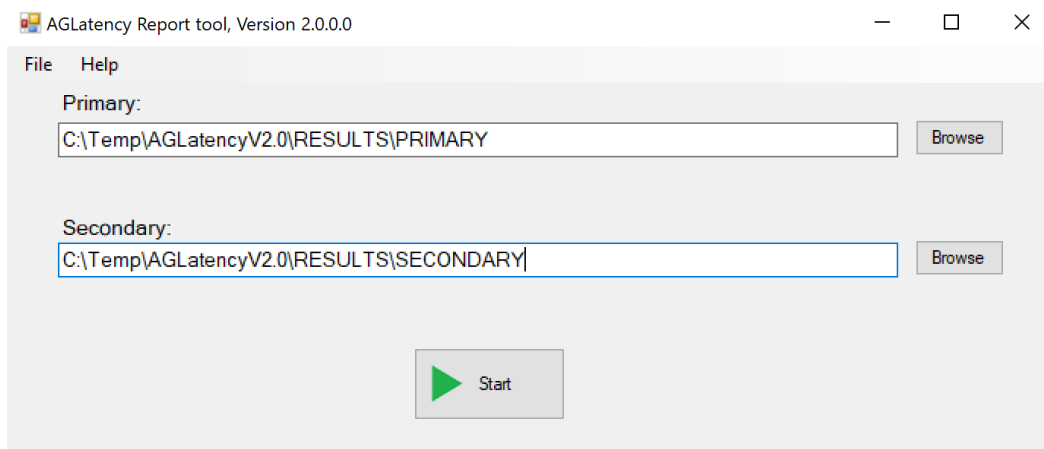 AGLatency Report tool, Version 2.0.0.0
File Help
Primary:
C:\Temp\AGLatencyV2.0\RESULTS\PRIMARY
Browse
Secondary:
C:\Temp\AGLatencyV2.0\RESULTS\SECONDARY
Browse
Start